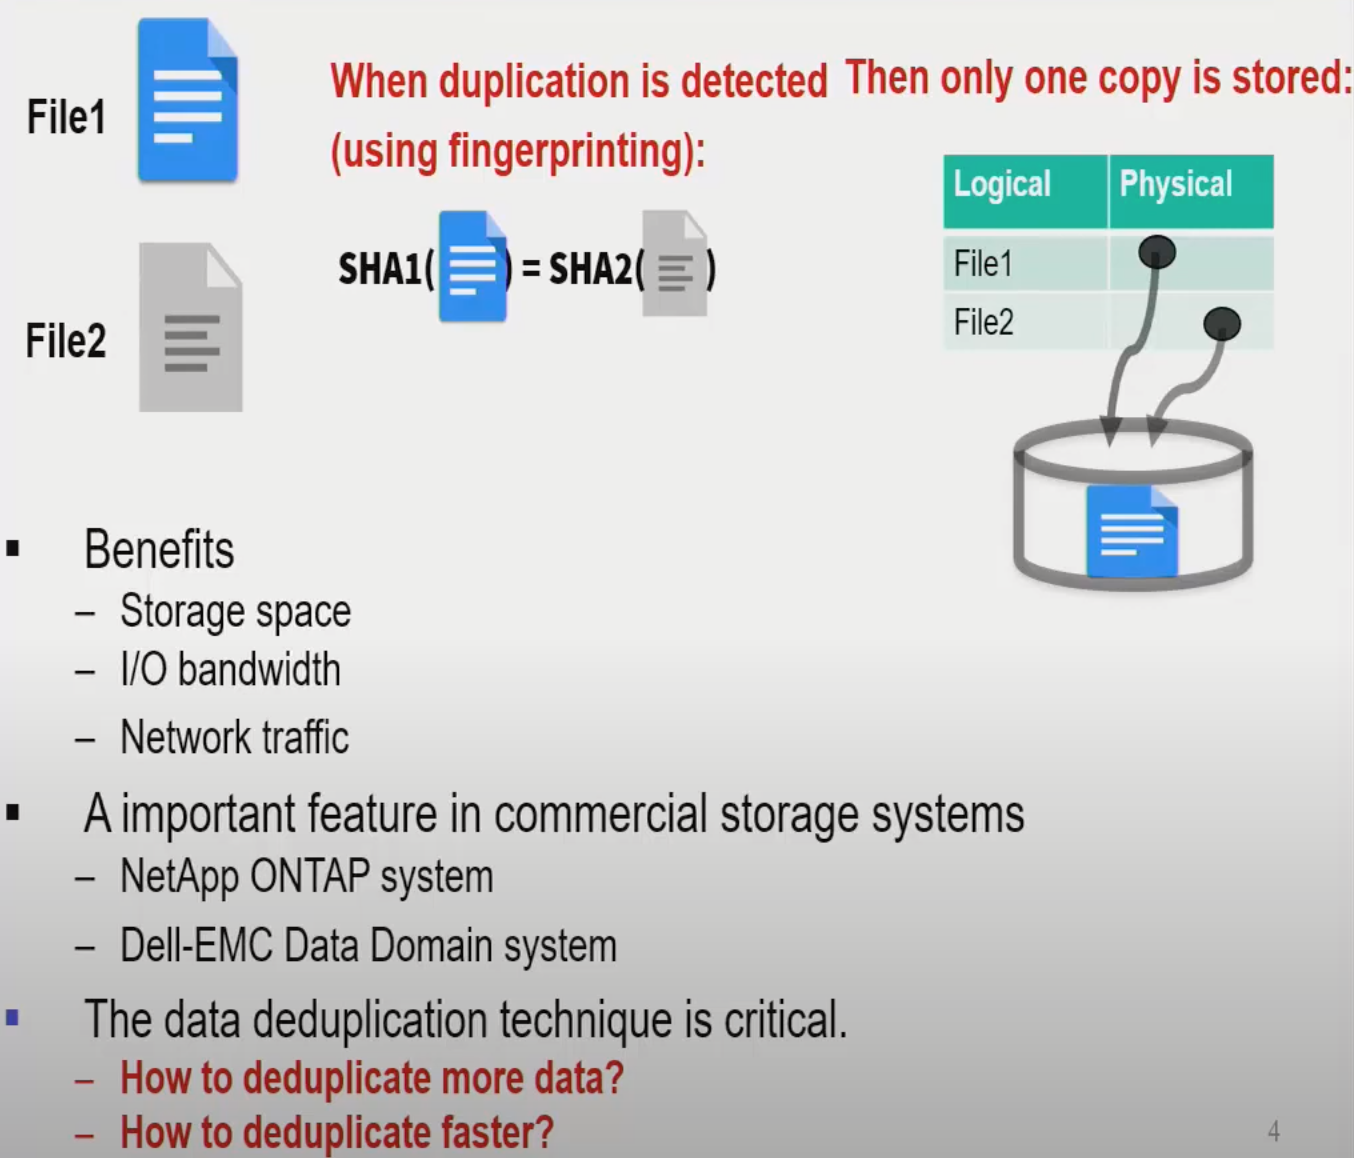 File1
When duplication is detected
(using fingerprinting):
SHA1( ) = SHA2( )
Then only one copy is stored:
Logical Physical
File1
File2
File2
▪ Benefits
– Storage space
– I/O bandwidth
– Network traffic
▪ A important feature in commercial storage systems
– NetApp ONTAP system
– Dell-EMC Data Domain system
▪ The data deduplication technique is critical.
– How to deduplicate more data?
– How to deduplicate faster?
4